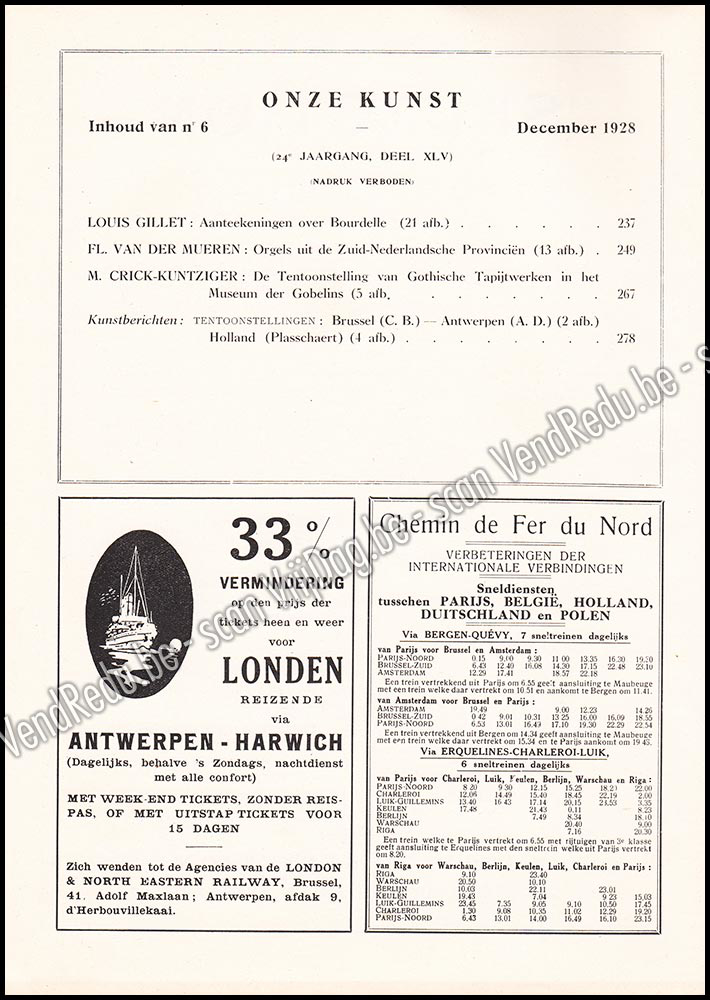 ONZE KUNST
Inhoud van nr 6 — December 1928
(24e JAARGANG, DEEL XLV)
(NADRUK VERBODEN)
LOUIS GILLET : Aanteekeningen over Bourdelle (21 afb.) . . . . . . 237
FL. VAN DER MUEREN : Orgels uit de Zuid-Nederlandsche Provinciën (13 afb.) . 249
M. CRICK-KUNTZIGER : De Tentoonstelling van Gothische Tapijtwerken in het
Museum der Gobelins (5 afb. . . . . . . . 267
Kunstberichten : TENTOONSTELLINGEN : Brussel (C. B.) — Antwerpen (A. D.) (2 afb.)
Holland (Plasschaert) (4 afb.) . . . . . . . . 278
33 %
VERMINDERING
op den prijs der
tickets heen en weer
voor
LONDEN
REIZENDE
via
ANTWERPEN - HARWICH
(Dagelijks, behalve 's Zondags, nachtdienst
met alle confort)
MET WEEK-END TICKETS, ZONDER REIS-
PAS, OF MET UITSTAP TICKETS VOOR
15 DAGEN
Zich wenden tot de Agencies van de LONDON
& NORTH EASTERN RAILWAY, Brussel,
41. Adolf Maxlaan ; Antwerpen, afdak 9,
d'Herbouvillekaai.
Chemin de Fer du Nord
VERBETERINGEN DER
INTERNATIONALE VERBINDINGEN
Sneldiensten
tusschen PARIJS, BELGIË, HOLLAND,
DUITSCHLAND en POLEN
Via BERGEN-QUÉVY, 7 sneltreinen dagelijks
van Parijs voor Brussel en Amsterdam :
PARIJS-NOORD 0.15 9.00 9.30 11 00 13.35 16.30 19.20
BRUSSEL-ZUID 6.43 12.40 16.08 14.30 17.15 22.48 23.10
AMSTERDAM 12.29 17.41 18.57 22.18
Een trein vertrekkend uit Parijs om 6.55 geeft aansluiting te Maubeuge
met een trein welke daar vertrekt om 10.51 en aankomt te Bergen om 11.41.
van Amsterdam voor Brussel en Parijs :
AMSTERDAM 19.49 9.00 12.23 14.26
BRUSSEL-ZUID 0 42 9.01 10.31 13 25 16.00 16.09 18.55
PARIJS-NOORD 6.53 13.01 16.49 17.10 19.30 22.29 22.54
Een trein vertrekt uit Bergen om 14.34 geeft aansluiting te Maubeuge
met een trein welke daar vertrekt om 15.34 en te Parijs aankomt om 19 43.
Via ERQUELINES-CHARLEROI-LUIK,
6 sneltreinen dagelijks
van Parijs voor Charleroi, Luik, Keulen, Berlijn, Warschau en Riga :
PARIJS-NOORD 8 20 9 30 12.15 15.25 18.20 22.00
CHARLEROI 12.06 14.49 15.40 18.45 22.19 2.00
LUIK-GUILLEMINS 13.40 16 43 17.14 20.15 23.53 3.35
KEULEN 17.48 21.43 0.11 8.23
BERLIJN 7.49 8.34 18.10
WARSCHAU 20.40 9.00
RIGA 7.16 20.30
Een trein welke te Parijs vertrekt om 6.55 met rijtuigen van 3e klasse
geeft aansluiting te Erquelines met den sneltrein welke uit Parijs vertrekt
om 8.20.
van Riga voor Warschau, Berlijn, Keulen, Luik, Charleroi en Parijs :
RIGA 9.10 23.40
WARSCHAU 20.50 10.10
BERLIJN 10.03 22.11 23.01
KEULEN 19.43 7.04 9 23 15.03
LUIK-GUILLEMINS 23.45 7.35 9.05 9,10 10.50 17.45
CHARLEROI 1.30 9.08 10.35 11.02 12.29 19.20
PARIJS-NOORD 6.43 13.01 14.00 16.49 16.10 23.15
VendRedu.be - scan Vrijdag.be - scan VendRedu.be - s